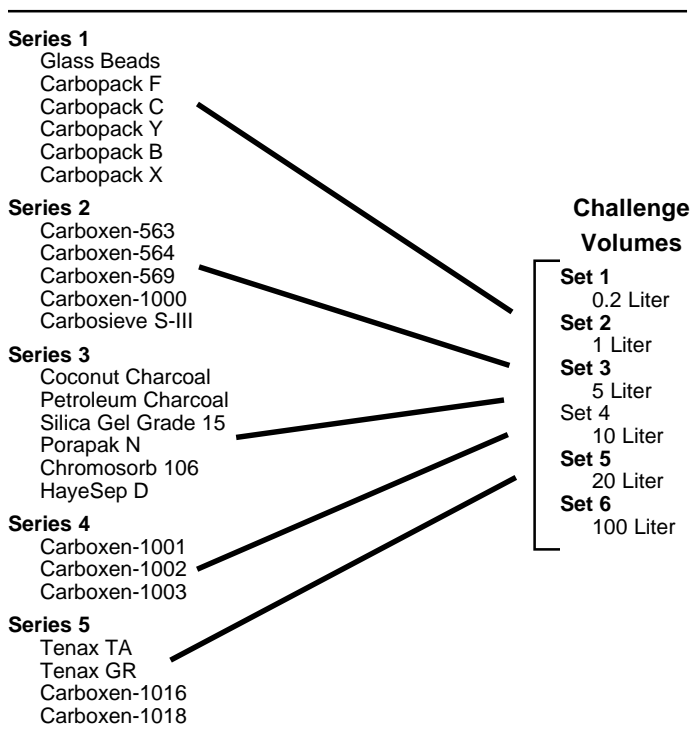 Series 1
Glass Beads
Carbopack F
Carbopack C
Carbopack Y
Carbopack B
Carbopack X
Series 2
Carboxen-563
Carboxen-564
Carboxen-569
Carboxen-1000
Carbosieve S-III
Series 3
Coconut Charcoal
Petroleum Charcoal
Silica Gel Grade 15
Porapak N
Chromosorb 106
HayeSep D
Series 4
Carboxen-1001
Carboxen-1002
Carboxen-1003
Series 5
Tenax TA
Tenax GR
Carboxen-1016
Carboxen-1018
Challenge
Volumes
Set 1
0.2 Liter
Set 2
1 Liter
Set 3
5 Liter
Set 4
10 Liter
Set 5
20 Liter
Set 6
100 Liter